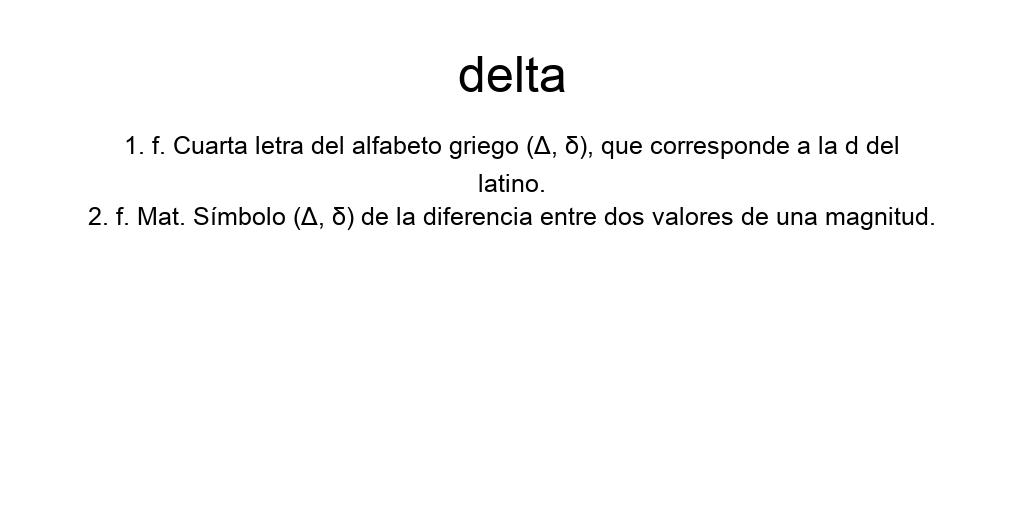 delta
1. f. Cuarta letra del alfabeto griego (Δ, δ), que corresponde a la d del
latino.
2. f. Mat. Símbolo (Δ, δ) de la diferencia entre dos valores de una magnitud.